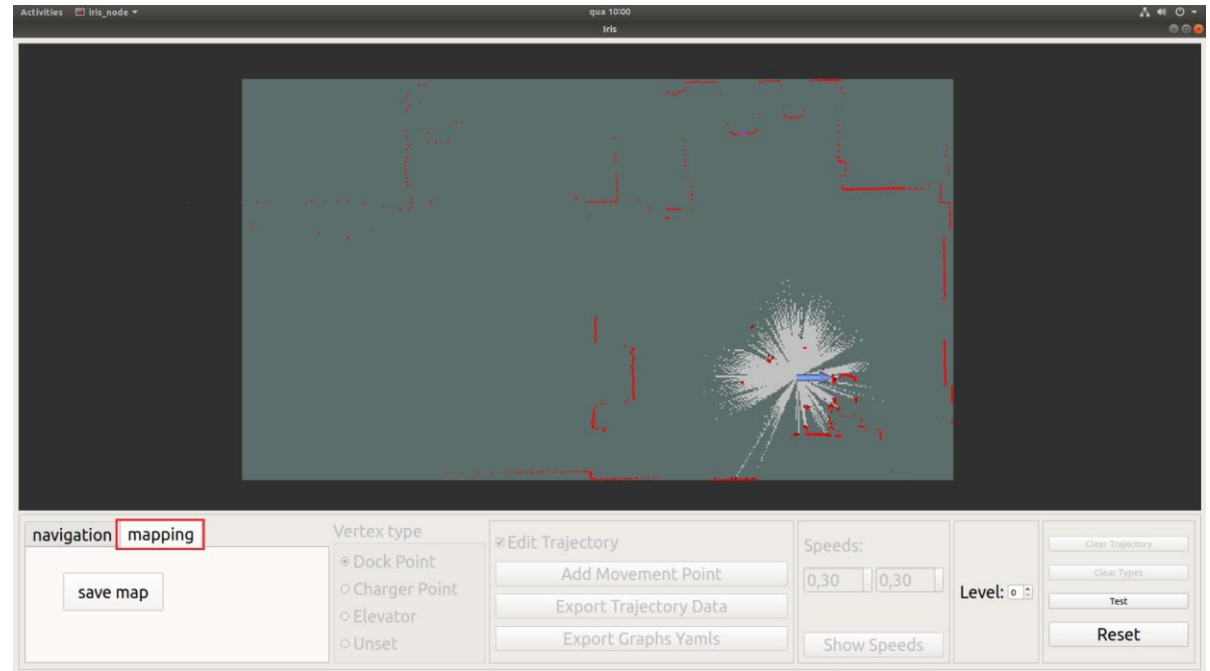 Activities iris_node qua 10:00
Iris
navigation mapping
save map
Vertex type
Dock Point
Charger Point
Elevator
Unset
Edit Trajectory
Add Movement Point
Export Trajectory Data
Export Graphs Yamls
Speeds:
0,30 0,30
Show Speeds
Level: 0
Clear Trajectory
Clear Types
Test
Reset